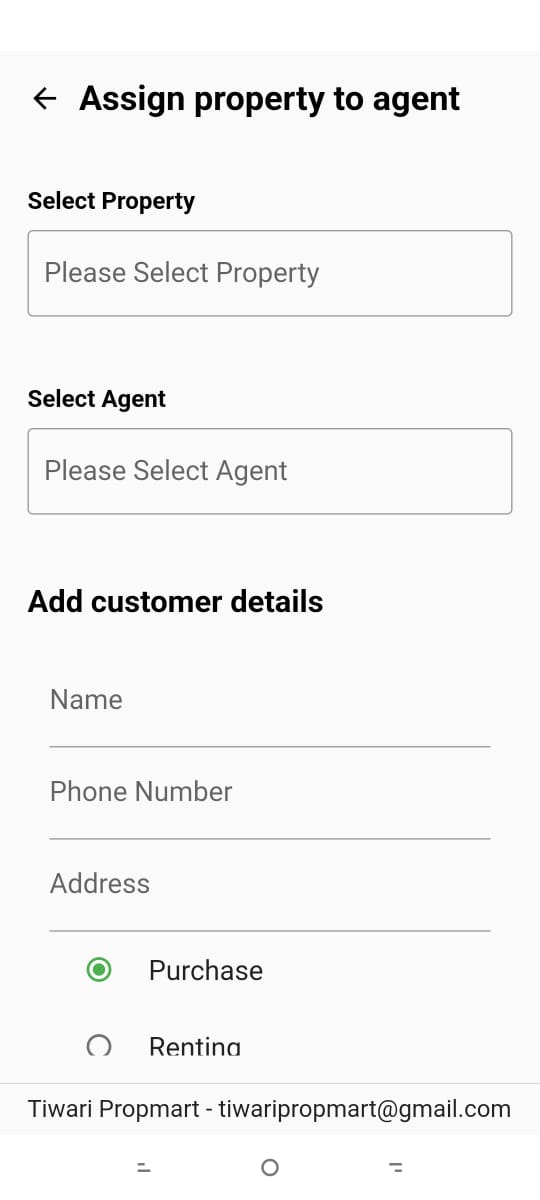 Assign property to agent
Select Property
Please Select Property
Select Agent
Please Select Agent
Add customer details
Name
Phone Number
Address
Purchase
Renting
Tiwari Propmart - tiwaripropmart@gmail.com